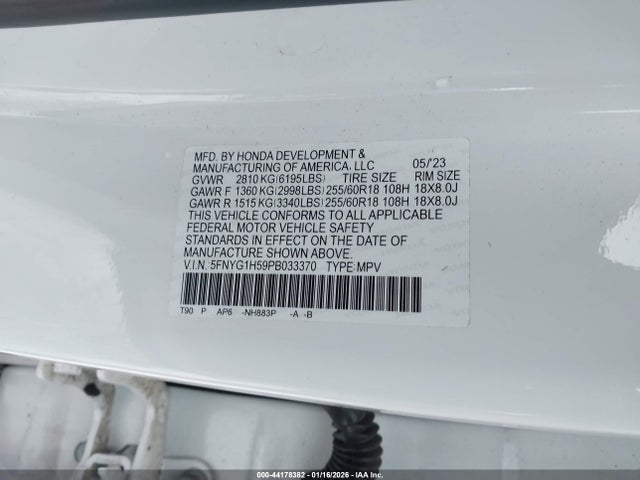 MFD. BY HONDA DEVELOPMENT &
MANUFACTURING OF AMERICA, LLC 05/'23
GVWR 2810 KG(6195LBS) TIRE SIZE RIM SIZE
GAWR F 1360 KG(2998LBS) 255/60R18 108H 18X8.0J
GAWR R 1515 KG(3340LBS) 255/60R18 108H 18X8.0J
THIS VEHICLE CONFORMS TO ALL APPLICABLE
FEDERAL MOTOR VEHICLE SAFETY
STANDARDS IN EFFECT ON THE DATE OF
MANUFACTURE SHOWN ABOVE.
V.I.N.:5FNYG1H59PB033370 TYPE:MPV
T90 P AP6 -NH883P -A -B
000-44178382 | 01/16/2026 | IAA Inc.